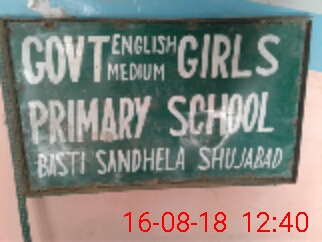 GOVT ENGLISH MEDIUM GIRLS
PRIMARY SCHOOL
BASTI SANDHELA SHUJABAD
16-08-18 12:40